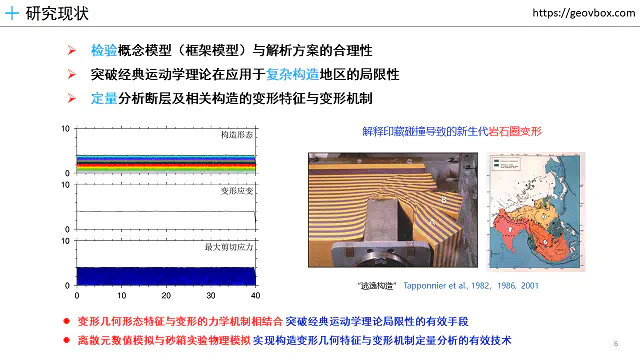 研究现状
https://geovbox.com
检验概念模型（框架模型）与解析方案的合理性
突破经典运动学理论在应用于复杂构造地区的局限性
定量分析断层及相关构造的变形特征与变形机制
解释印藏碰撞导致的新生代岩石圈变形
10
构造形态
0
10
变形应变
0
10
最大剪切应力
0
0 10 20 30 40
B
A
“逃逸构造” Tapponnier et al., 1982，1986, 2001
变形几何形态特征与变形的力学机制相结合 突破经典运动学理论局限性的有效手段
离散元数值模拟与砂箱实验物理模拟 实现构造变形几何特征与变形机制定量分析的有效技术
6